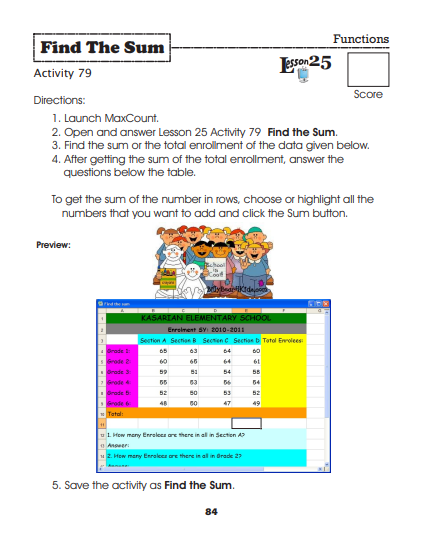 Functions
Find The Sum
Lesson 25
Activity 79
Score
Directions:
1. Launch MaxCount.
2. Open and answer Lesson 25 Activity 79 Find the Sum.
3. Find the sum or the total enrollment of the data given below.
4. After getting the sum of the total enrollment, answer the
questions below the table.
To get the sum of the number in rows, choose or highlight all the
numbers that you want to add and click the Sum button.
Preview:
School is Cool!
Find the sum
A B C D E F
1 KASARIAN ELEMENTARY SCHOOL
2 Enrolment SY: 2010-2011
3 Section A Section B Section C Section D Total Enrolees:
4 Grade 1: 65 63 64 60
5 Grade 2: 60 65 64 61
6 Grade 3: 59 51 54 58
7 Grade 4: 55 53 56 54
8 Grade 5: 52 50 53 52
9 Grade 6: 48 50 47 49
10 Total:
11
12 1. How many Enrolees are there in all in Section A?
13 Answer:
14 2. How many Enrolees are there in all in Grade 2?
5. Save the activity as Find the Sum.
84